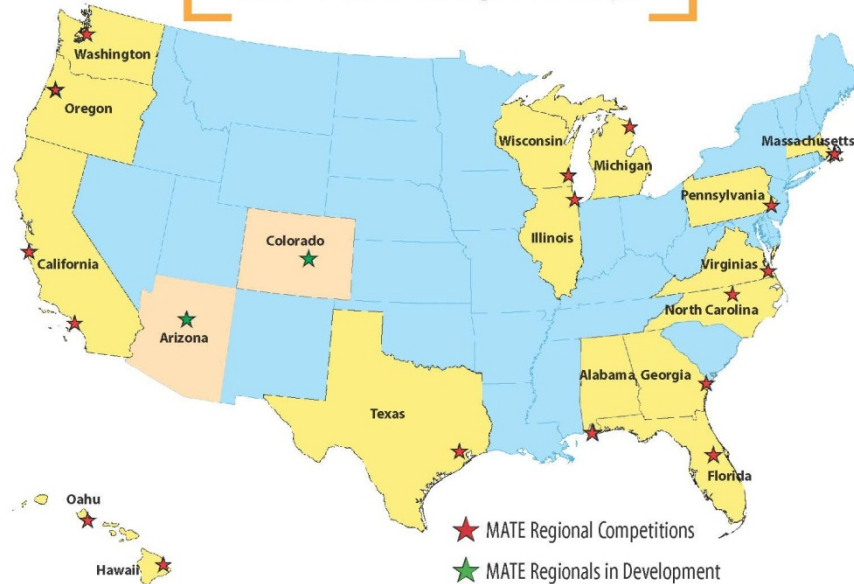 Washington
Oregon
California
Arizona
Colorado
Texas
Wisconsin
Michigan
Illinois
Massachusetts
Pennsylvania
Virginias
North Carolina
Alabama
Georgia
Florida
Oahu
Hawaii
MATE Regional Competitions
MATE Regionals in Development